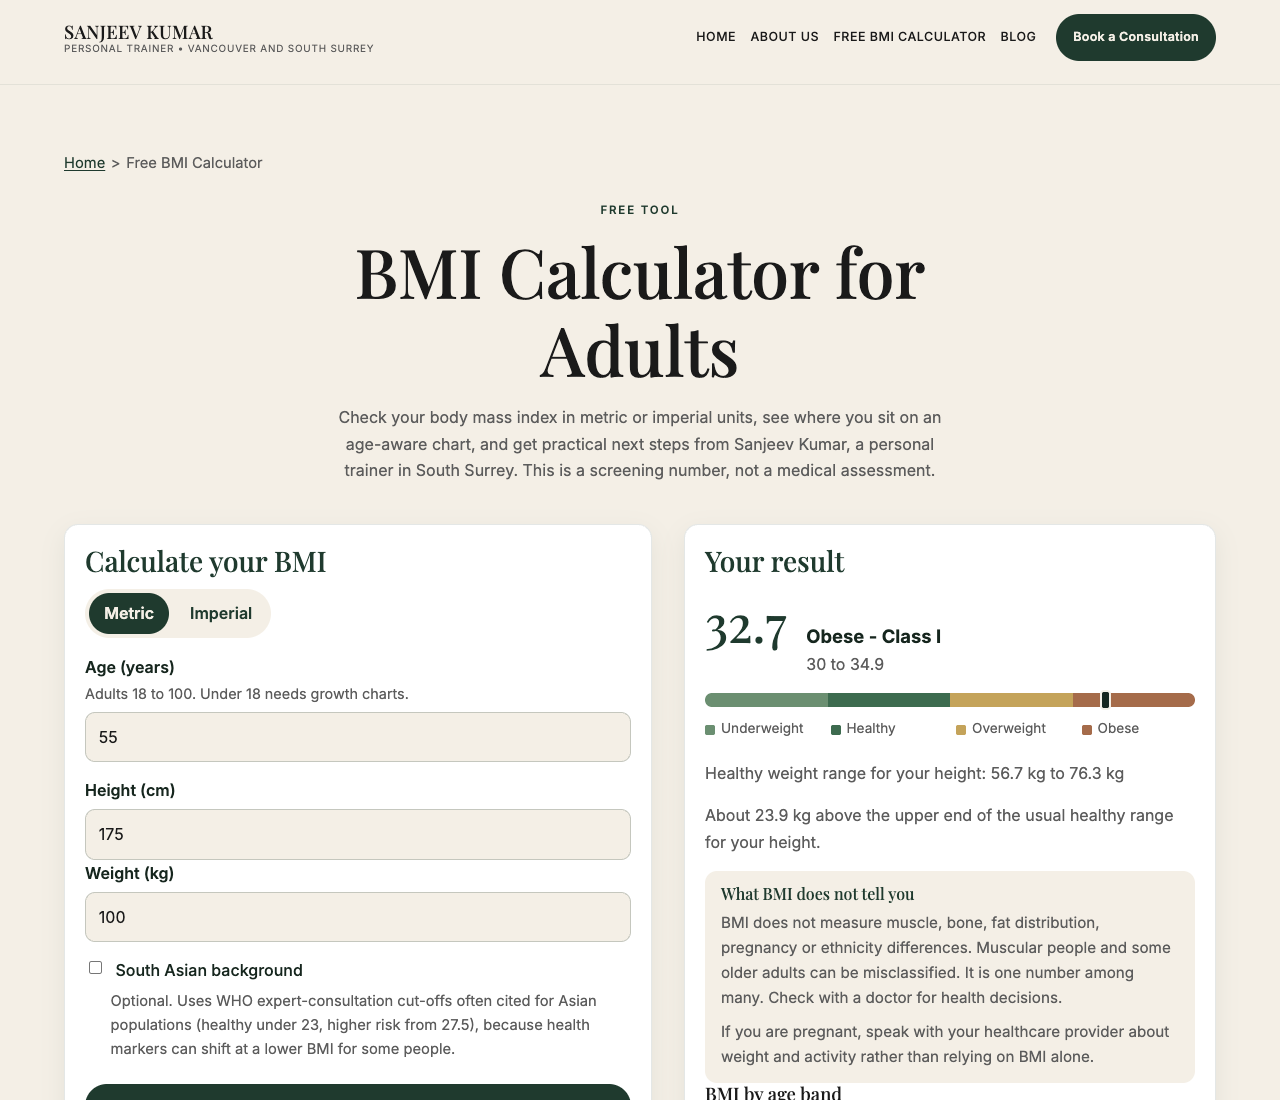 SANJEEV KUMAR
PERSONAL TRAINER • VANCOUVER AND SOUTH SURREY
HOME ABOUT US FREE BMI CALCULATOR BLOG Book a Consultation
Home > Free BMI Calculator
FREE TOOL
BMI Calculator for
Adults
Check your body mass index in metric or imperial units, see where you sit on an
age-aware chart, and get practical next steps from Sanjeev Kumar, a personal
trainer in South Surrey. This is a screening number, not a medical assessment.
Calculate your BMI
Metric Imperial
Age (years)
Adults 18 to 100. Under 18 needs growth charts.
55
Height (cm)
175
Weight (kg)
100
South Asian background
Optional. Uses WHO expert-consultation cut-offs often cited for Asian
populations (healthy under 23, higher risk from 27.5), because health
markers can shift at a lower BMI for some people.
Your result
32.7 Obese - Class I
30 to 34.9
Underweight Healthy Overweight Obese
Healthy weight range for your height: 56.7 kg to 76.3 kg
About 23.9 kg above the upper end of the usual healthy range
for your height.
What BMI does not tell you
BMI does not measure muscle, bone, fat distribution,
pregnancy or ethnicity differences. Muscular people and some
older adults can be misclassified. It is one number among
many. Check with a doctor for health decisions.
If you are pregnant, speak with your healthcare provider about
weight and activity rather than relying on BMI alone.
BMI by age band